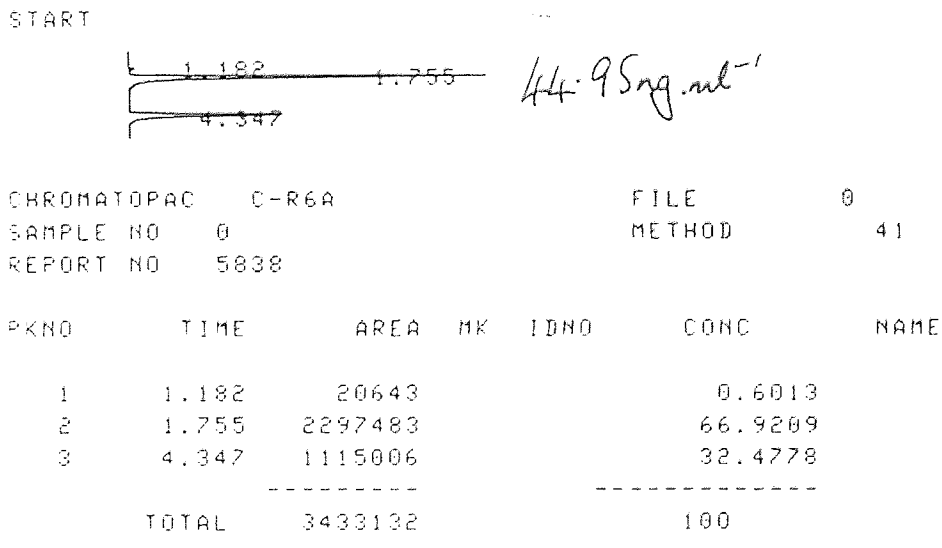 START
1.182
1.755
44.95ng.ml⁻¹
4.347
CHROMATOPAC C-R6A FILE 0
SAMPLE NO 0 METHOD 41
REPORT NO 5838
PKNO TIME AREA MK IDNO CONC NAME
1 1.182 20643 0.6013
2 1.755 2297483 66.9209
3 4.347 1115006 32.4778
--------- -------------
TOTAL 3433132 100